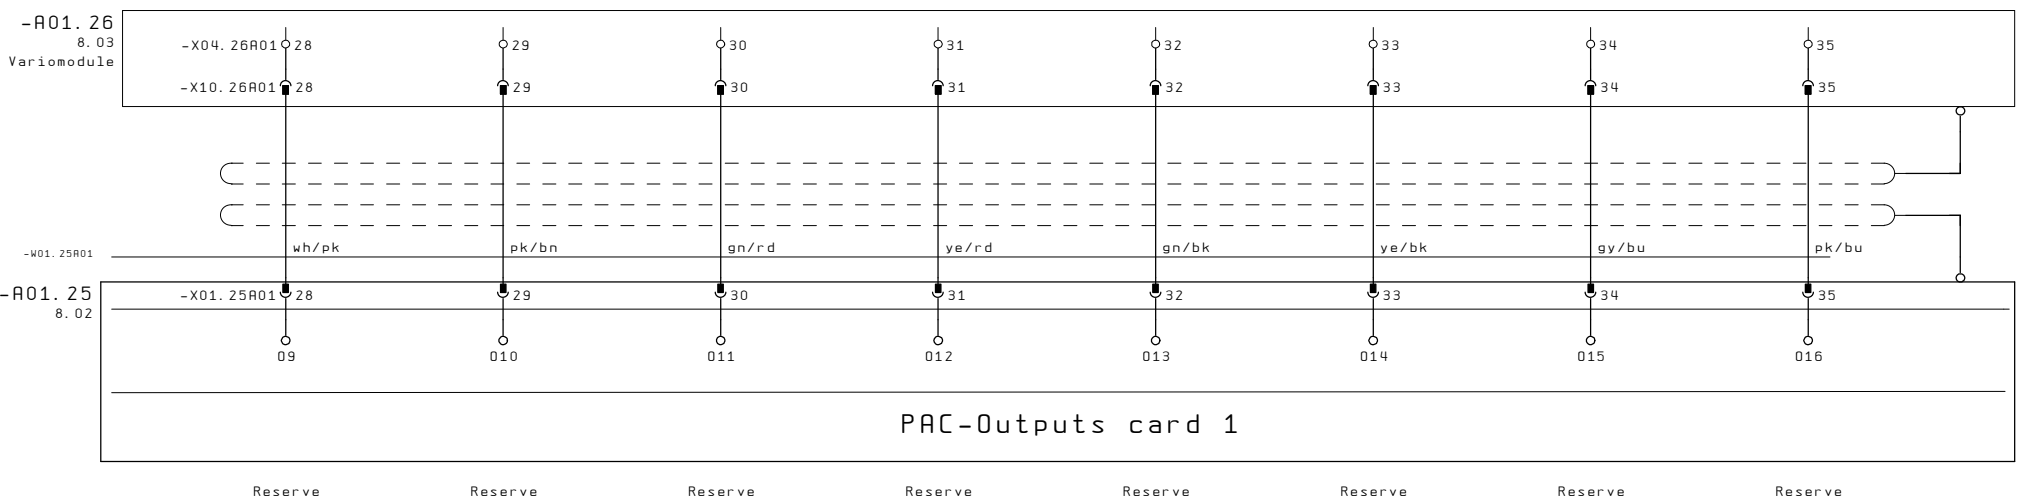 -A01.26
8.03
Variomodule
-X04.26A01 28 29 30 31 32 33 34 35
-X10.26A01 28 29 30 31 32 33 34 35
wh/pk pk/bn gn/rd ye/rd gn/bk ye/bk gy/bu pk/bu
-W01.25A01
-A01.25
8.02
-X01.25A01 28 29 30 31 32 33 34 35
O9 O10 O11 O12 O13 O14 O15 O16
PAC-Outputs card 1
Reserve Reserve Reserve Reserve Reserve Reserve Reserve Reserve